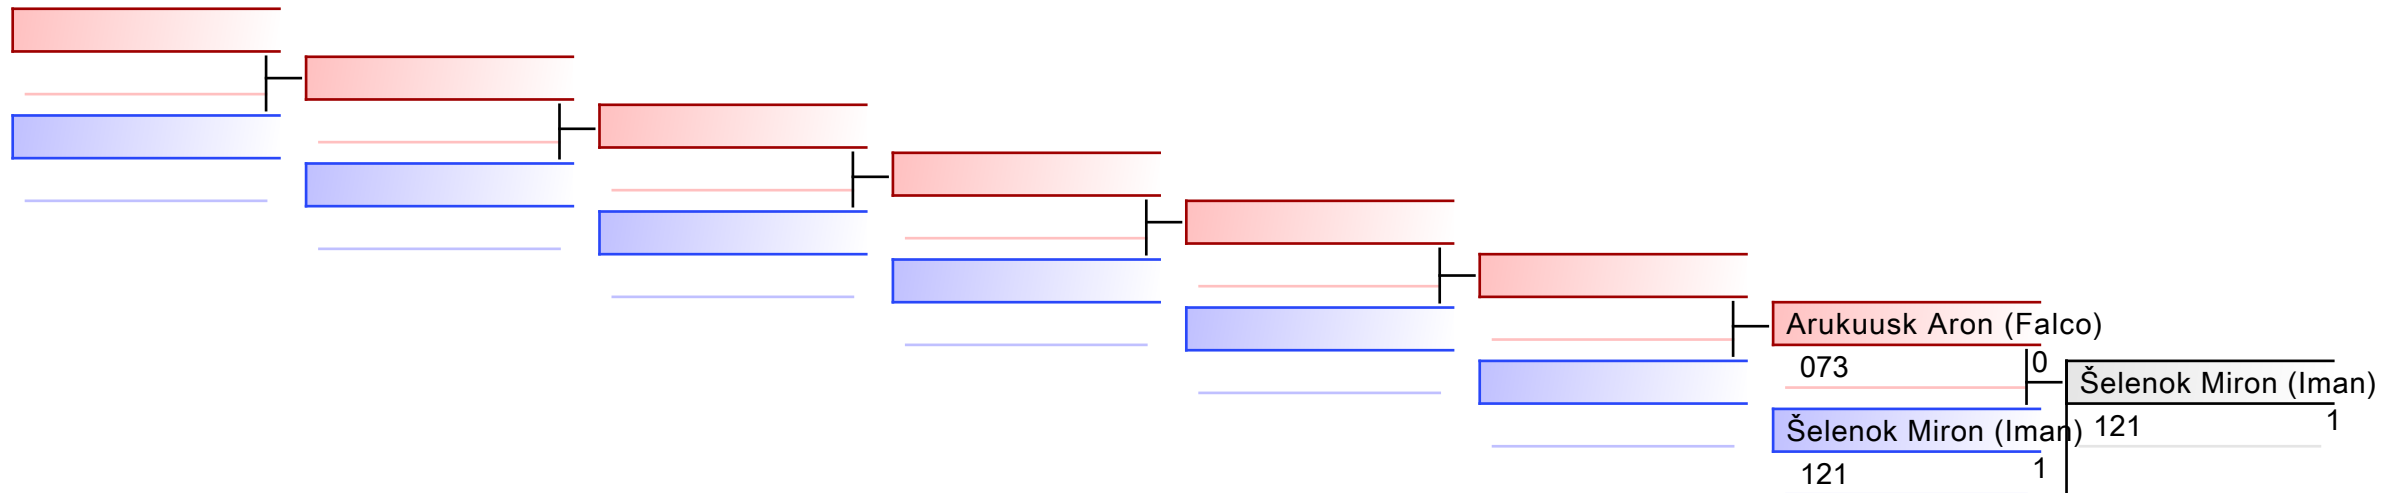 Arukuusk Aron (Falco)
073
0
Šelenok Miron (Iman)
121
1
Šelenok Miron (Iman)
121
1